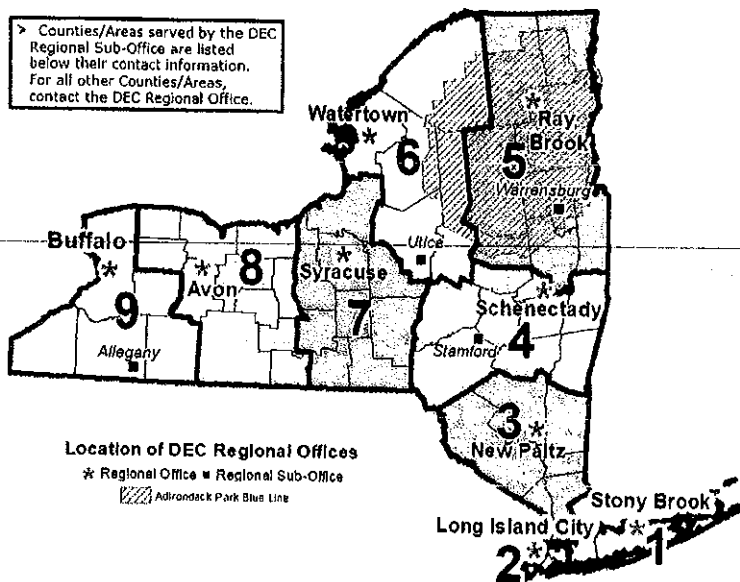 > Counties/Areas served by the DEC
Regional Sub-Office are listed
below their contact information.
For all other Counties/Areas,
contact the DEC Regional Office.
Watertown
6
Ray
Brook
5
Warrensburg
Buffalo
9
Avon
8
Syracuse
7
Utica
Schenectady
4
Stamford
Allegany
3
New Paltz
Location of DEC Regional Offices
* Regional Office ■ Regional Sub-Office
Adirondack Park Blue Line
Stony Brook
1
Long Island City
2